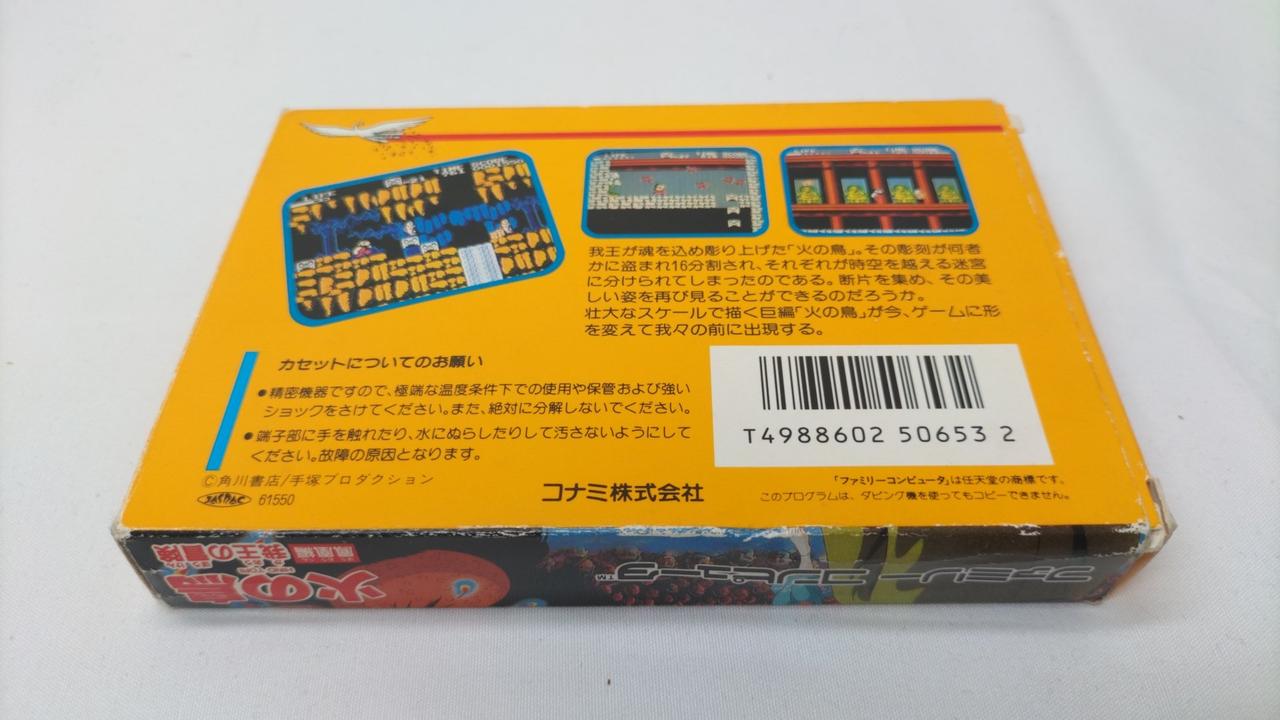 我王が魂を込め彫り上げた「火の鳥」。その彫刻が何者
かに盗まれ16分割され、それぞれが時空を越える迷宮
に分けられてしまったのである。断片を集め、その美
しい姿を再び見ることができるのだろうか。
壮大なスケールで描く巨編「火の鳥」が今、ゲームに形
を変えて我々の前に出現する。
カセットについてのお願い
●精密機器ですので、極端な温度条件下での使用や保管および強い
ショックをさけてください。また、絶対に分解しないでください。
●端子部に手を触れたり、水にぬらしたりして汚さないようにして
ください。故障の原因となります。
©角川書店/手塚プロダクション
JASRAC 61550
コナミ株式会社
T4988602 50653 2
「ファミリーコンピュータ」は任天堂の商標です。
このプログラムは、ダビング機を使ってもコピーできません。
火の鳥
鳳凰編
我王の冒険
ファミリー コンピュータ™